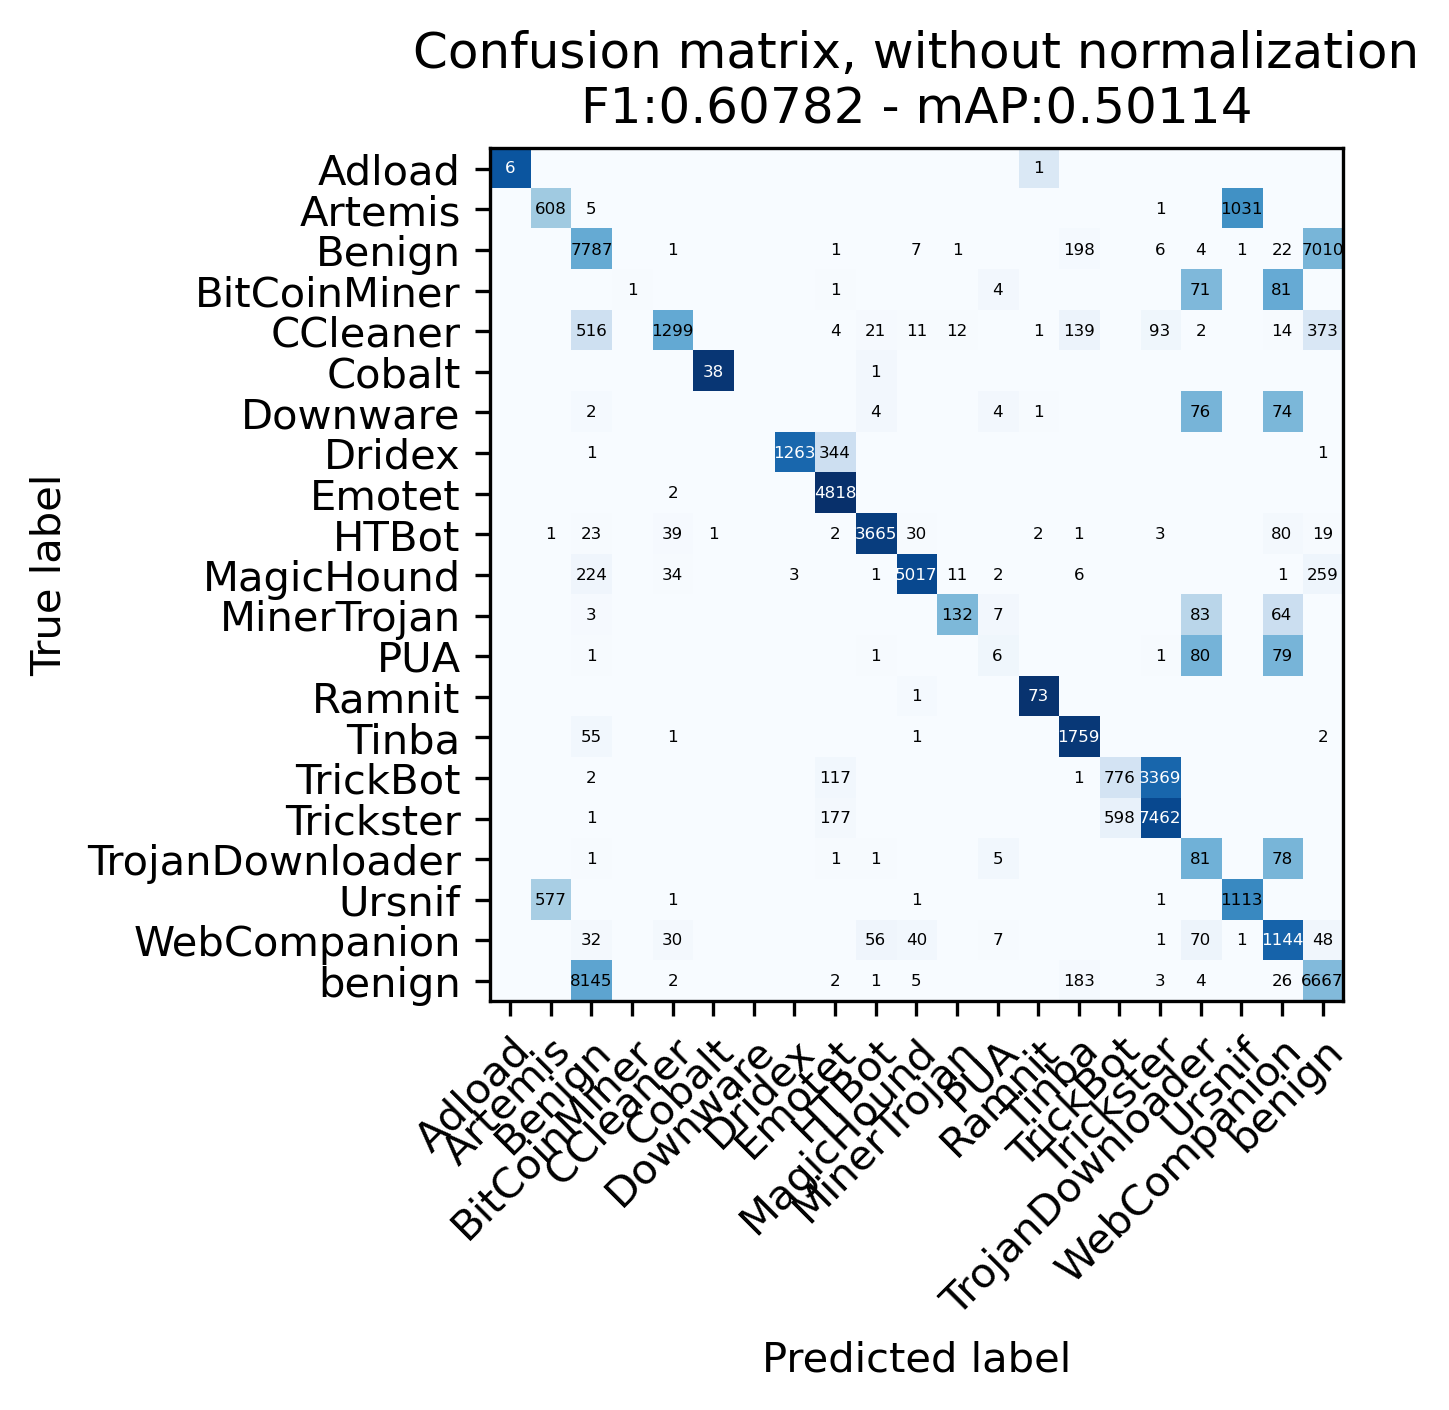 Confusion matrix, without normalization
F1:0.60782 - mAP:0.50114
True label
Adload 6 1
Artemis 608 5 1 1031
Benign 7787 1 1 7 1 198 6 4 1 22 7010
BitCoinMiner 1 1 4 71 81
CCleaner 516 1299 4 21 11 12 1 139 93 2 14 373
Cobalt 38 1
Downware 2 4 4 1 76 74
Dridex 1 1263 344 1
Emotet 2 4818
HTBot 1 23 39 1 2 3665 30 2 1 3 80 19
MagicHound 224 34 3 1 5017 11 2 6 1 259
MinerTrojan 3 132 7 83 64
PUA 1 1 6 1 80 79
Ramnit 1 73
Tinba 55 1 1 1759 2
TrickBot 2 117 1 776 3369
Trickster 1 177 598 7462
TrojanDownloader 1 1 1 5 81 78
Ursnif 577 1 1 1 1113
WebCompanion 32 30 56 40 7 1 70 1 1144 48
benign 8145 2 2 1 5 183 3 4 26 6667
Adload
Artemis
Benign
BitCoinMiner
CCleaner
Cobalt
Downware
Dridex
Emotet
HTBot
MagicHound
MinerTrojan
PUA
Ramnit
Tinba
TrickBot
Trickster
TrojanDownloader
Ursnif
WebCompanion
benign
Predicted label